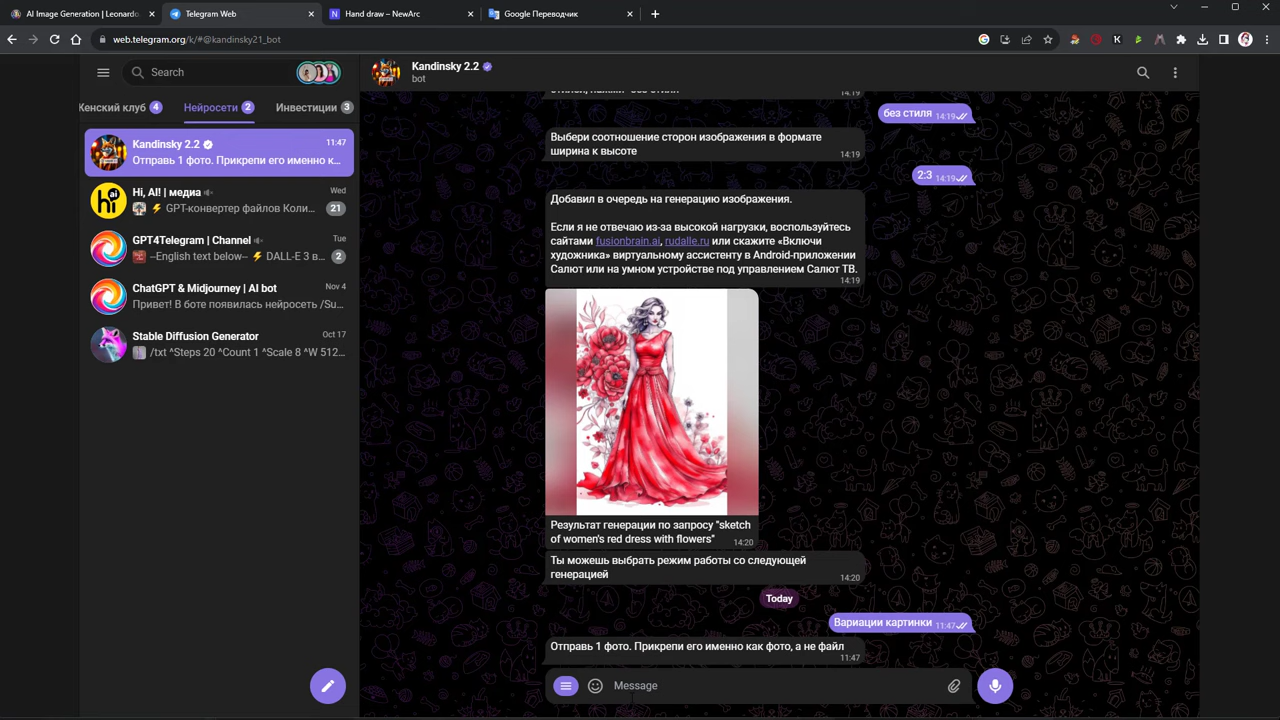 AI Image Generation | Leonardo
Telegram Web
Hand draw – NewArc
Google Переводчик
web.telegram.org/k/#@kandinsky21_bot
Search
Kandinsky 2.2
bot
Женский клуб 4
Нейросети 2
Инвестиции 3
Kandinsky 2.2 11:47
Отправь 1 фото. Прикрепи его именно к...
Hi, AI! | медиа Wed
⚡ GPT-конвертер файлов Коли... 21
GPT4Telegram | Channel Tue
--English text below-- ⚡ DALL-E 3 в... 2
ChatGPT & Midjourney | AI bot Nov 4
Привет! В боте появилась нейросеть /Su...
Stable Diffusion Generator Oct 17
/txt ^Steps 20 ^Count 1 ^Scale 8 ^W 512...
14:19
без стиля 14:19
Выбери соотношение сторон изображения в формате
ширина к высоте 14:19
2:3 14:19
Добавил в очередь на генерацию изображения.
Если я не отвечаю из-за высокой нагрузки, воспользуйтесь
сайтами fusionbrain.ai, rudalle.ru или скажите «Включи
художника» виртуальному ассистенту в Android-приложении
Салют или на умном устройстве под управлением Салют ТВ.
14:19
Результат генерации по запросу "sketch
of women's red dress with flowers" 14:20
Ты можешь выбрать режим работы со следующей
генерацией 14:20
Today
Вариации картинки 11:47
Отправь 1 фото. Прикрепи его именно как фото, а не файл
11:47
Message